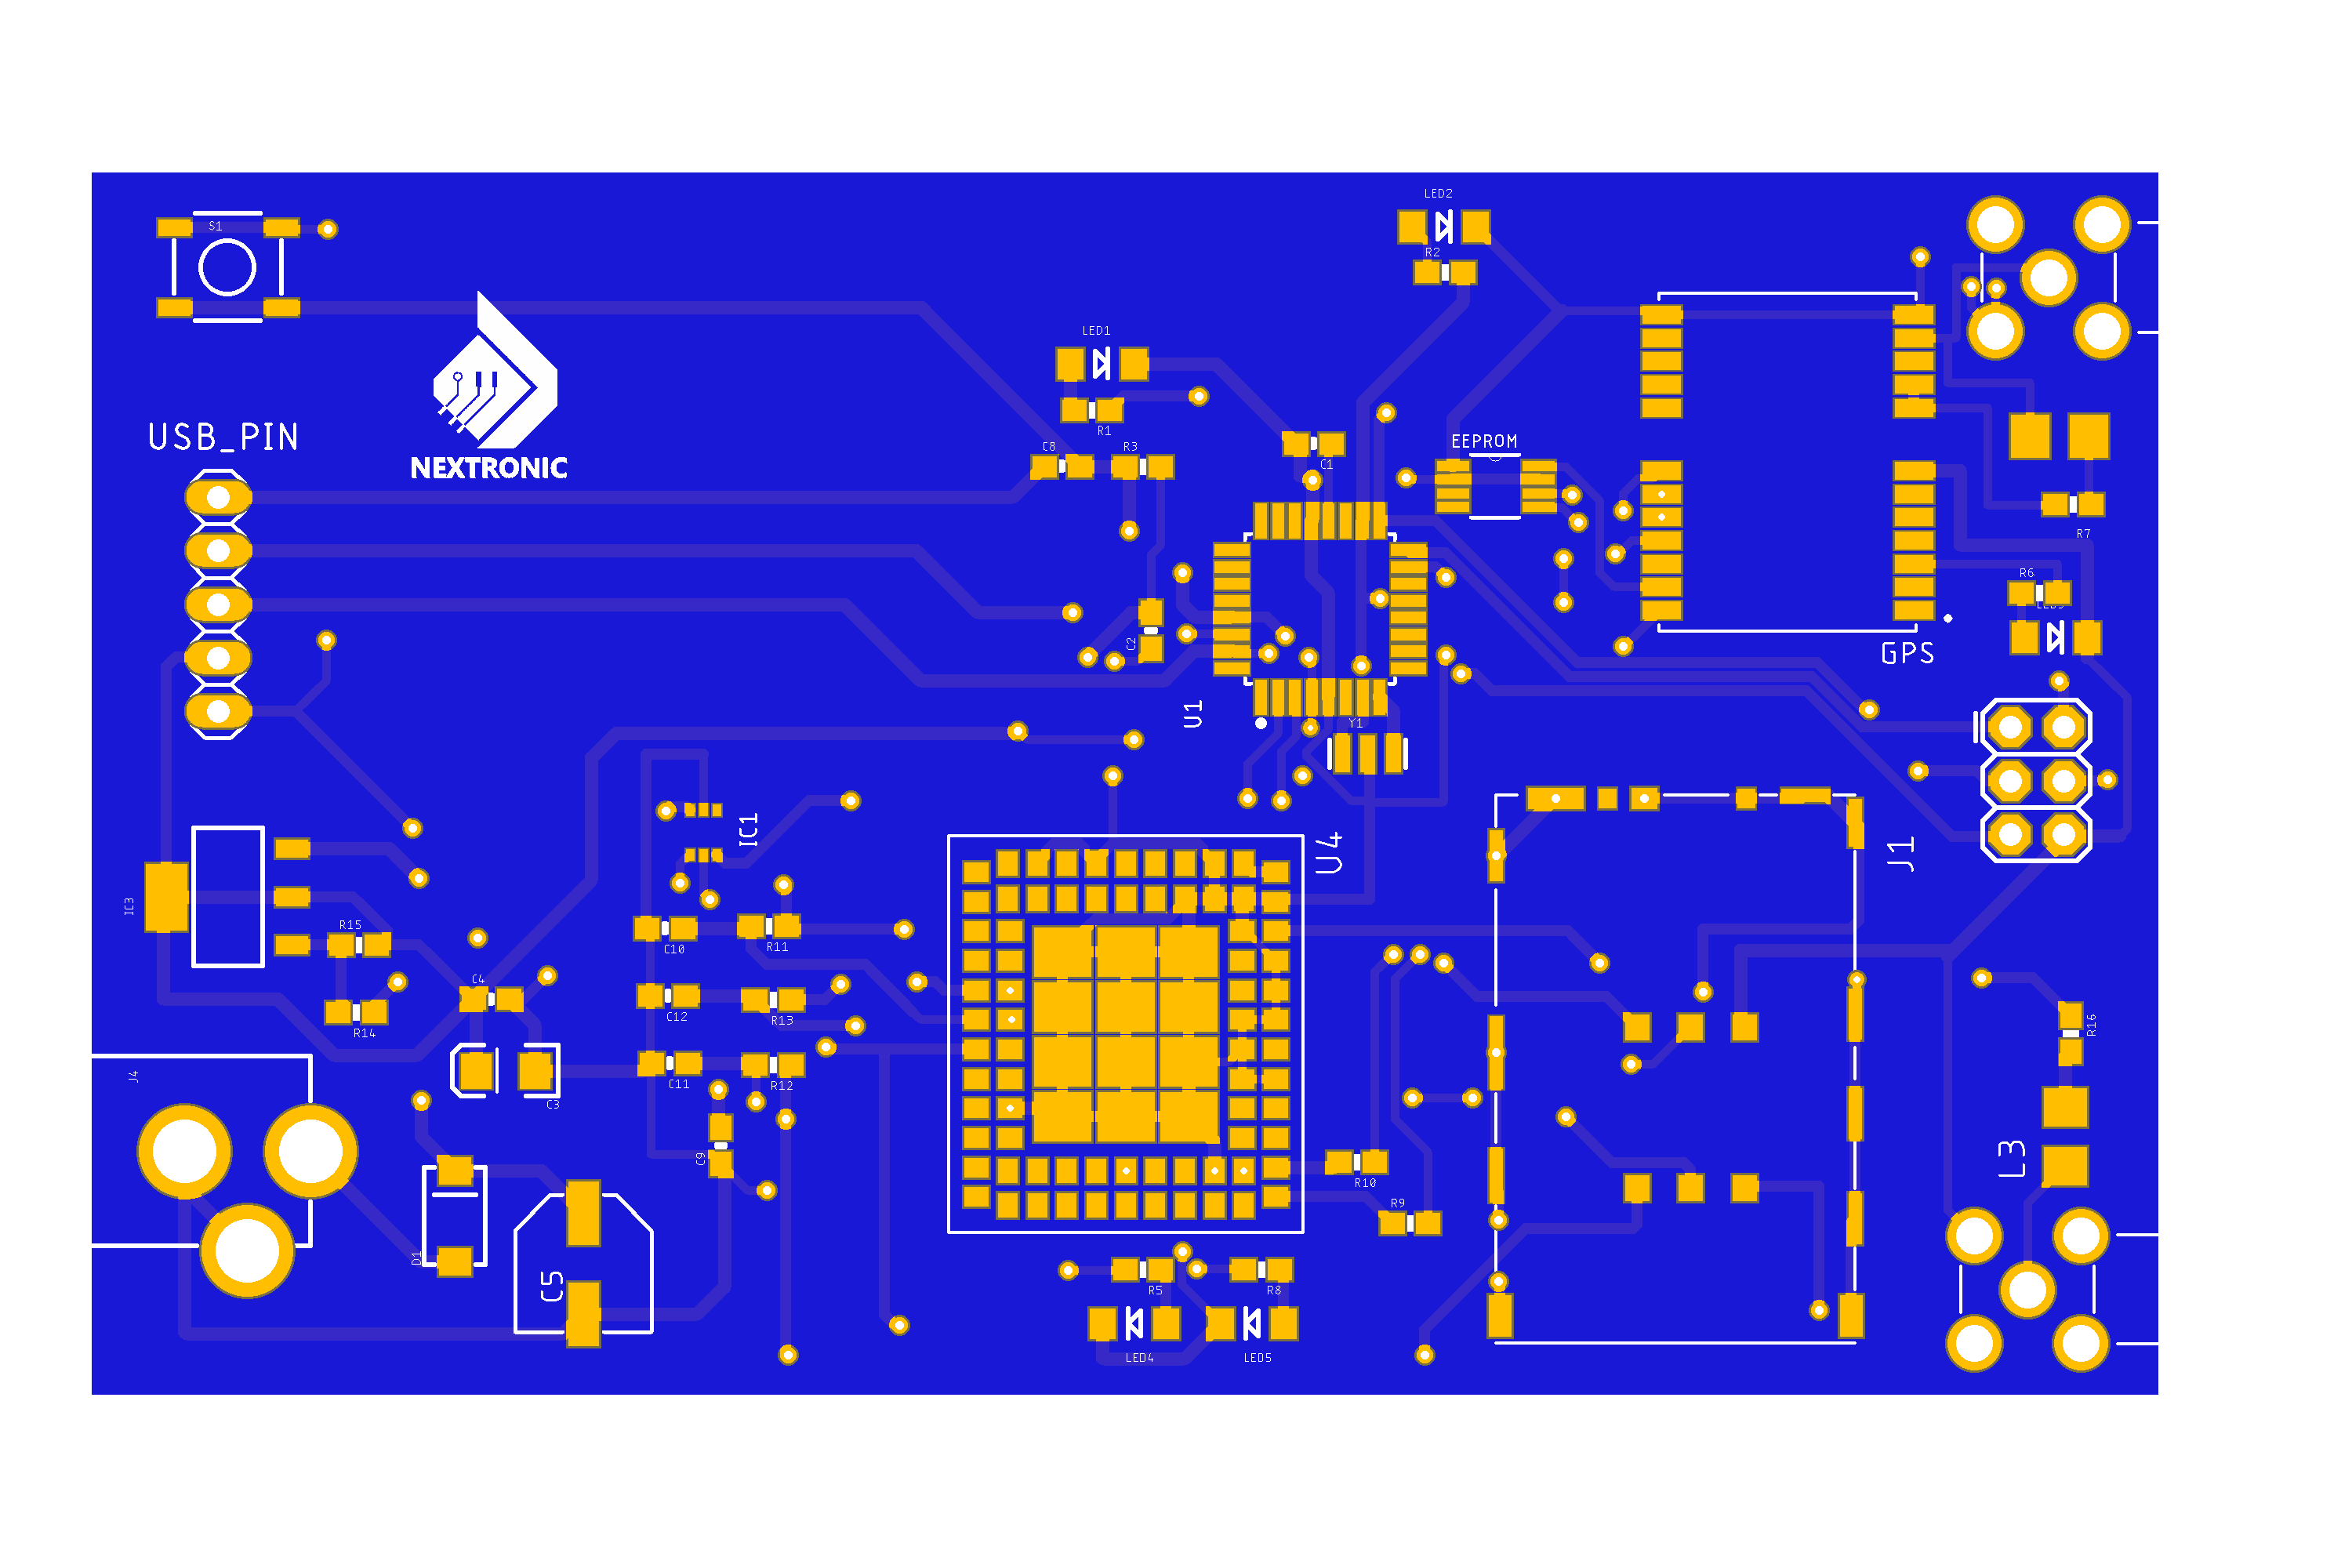 LED2
S1
R2
LED1
R1
USB_PIN
C8
R3
C1
EEPROM
NEXTRONIC
R7
R6
C2
GPS
U1
Y1
IC1
U4
J1
IC3
R15
C10
R11
C4
R14
C12
R13
R16
J4
C11
R12
C3
C9
R10
L3
R9
D1
C5
R5
R8
LED4
LED5